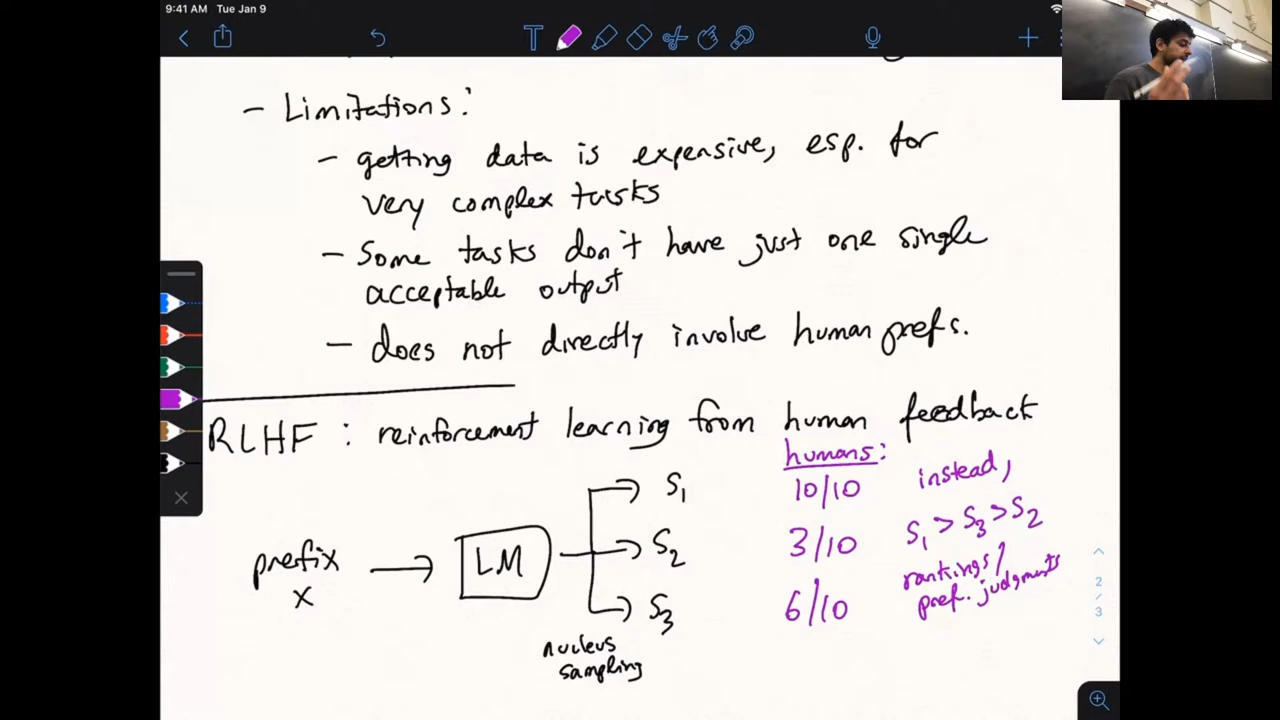 9:41 AM Tue Jan 9
- Limitations:
- getting data is expensive, esp. for
very complex tasks
- Some tasks don't have just one single
acceptable output
- does not directly involve human prefs.
RLHF : reinforcement learning from human feedback
humans:
S1 10/10 instead,
prefix
x
LM
S2 3/10 S1 > S3 > S2
S3 6/10 rankings/
pref. judgments
nucleus
sampling
2
/
3